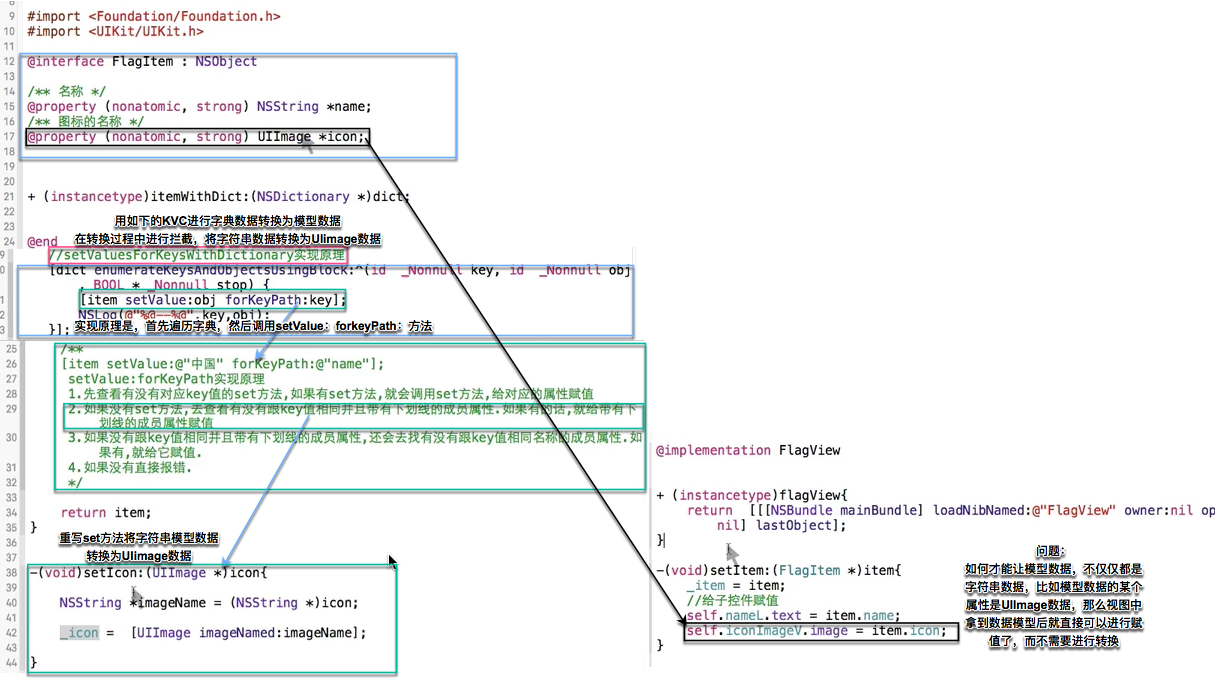 9 #import <Foundation/Foundation.h>
10 #import <UIKit/UIKit.h>
11
12 @interface FlagItem : NSObject
13
14 /** 名称 */
15 @property (nonatomic, strong) NSString *name;
16 /** 图标的名称 */
17 @property (nonatomic, strong) UIImage *icon;
18
19
20
21 + (instancetype)itemWithDict:(NSDictionary *)dict;
22
用如下的KVC进行字典数据转换为模型数据
23
在转换过程中进行拦截，将字符串数据转换为UIimage数据
24 @end
9 //setValuesForKeysWithDictionary实现原理
0 [dict enumerateKeysAndObjectsUsingBlock:^(id _Nonnull key, id _Nonnull obj
, BOOL * _Nonnull stop) {
1 [item setValue:obj forKeyPath:key];
2 NSLog(@"%@--%@",key,obj);
3 }];
实现原理是，首先遍历字典，然后调用setValue：forkeyPath：方法
25 /**
26 [item setValue:@"中国" forKeyPath:@"name"];
27 setValue:forKeyPath实现原理
28 1.先查看有没有对应key值的set方法,如果有set方法,就会调用set方法,给对应的属性赋值
29 2.如果没有set方法,去查看有没有跟key值相同并且带有下划线的成员属性.如果有的话,就给带有下
划线的成员属性赋值
30 3.如果没有跟key值相同并且带有下划线的成员属性,还会去找有没有跟key值相同名称的成员属性.如
果有,就给它赋值.
31 4.如果没有直接报错.
32 */
33
34 return item;
35 }
36
重写set方法将字符串模型数据
37
转换为UIimage数据
38 -(void)setIcon:(UIImage *)icon{
39
40 NSString *imageName = (NSString *)icon;
41
42 _icon = [UIImage imageNamed:imageName];
43
44 }
@implementation FlagView
+ (instancetype)flagView{
return [[[NSBundle mainBundle] loadNibNamed:@"FlagView" owner:nil op
nil] lastObject];
}
-(void)setItem:(FlagItem *)item{
_item = item;
//给子控件赋值
self.nameL.text = item.name;
self.iconImageV.image = item.icon;
}
问题：
如何才能让模型数据，不仅仅都是
字符串数据，比如模型数据的某个
属性是UIImage数据，那么视图中
拿到数据模型后就直接可以进行赋
值了，而不需要进行转换